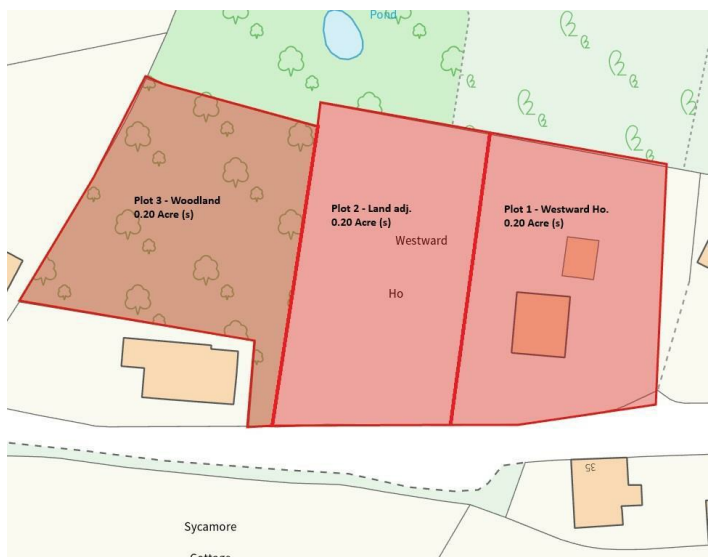 Pond
Plot 3 - Woodland
0.20 Acre (s)
Plot 2 - Land adj.
0.20 Acre (s)
Plot 1 - Westward Ho.
0.20 Acre (s)
Westward
Ho
35
Sycamore
Cottage